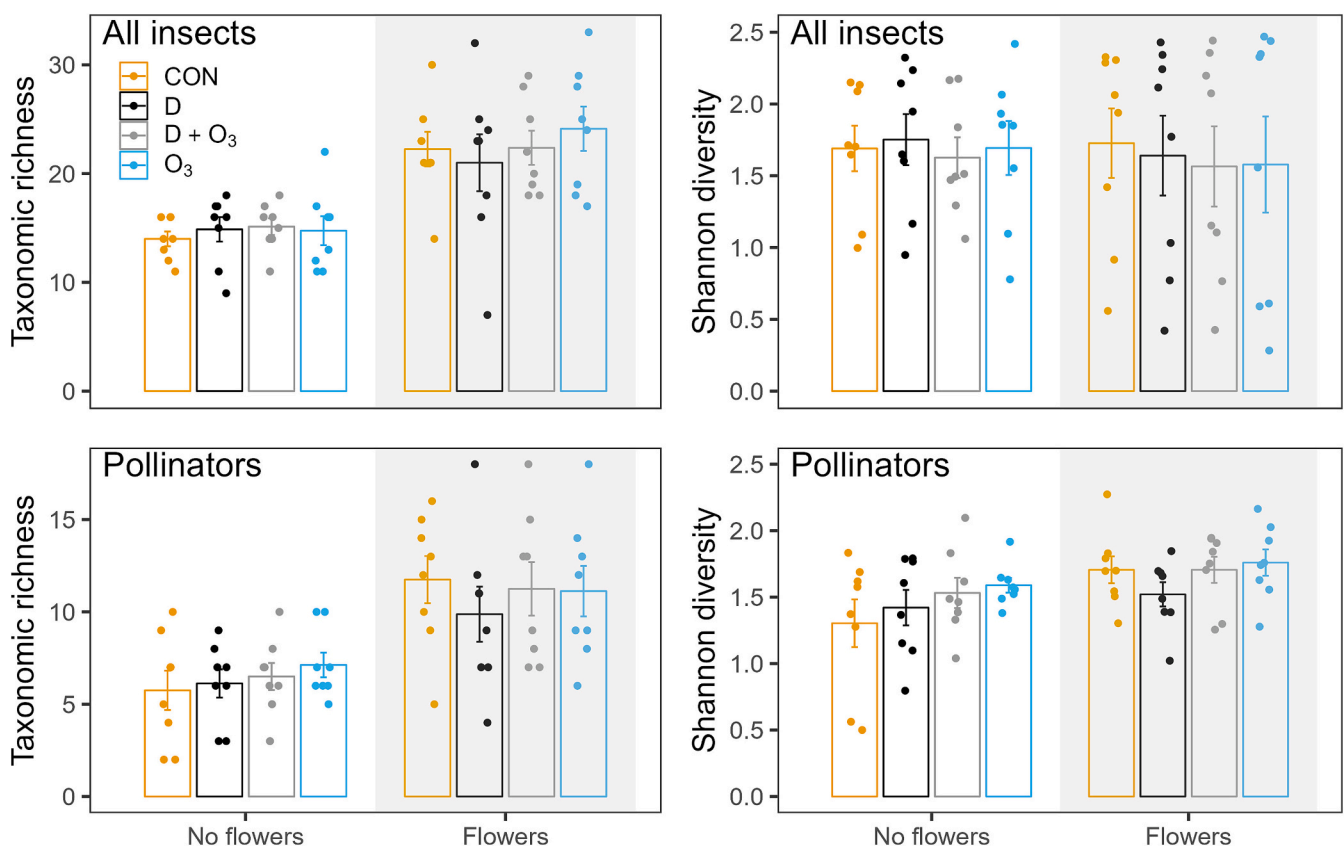 All insects
CON
D
D + O₃
O₃
Taxonomic richness
30
20
10
0
All insects
Shannon diversity
2.5
2.0
1.5
1.0
0.5
0.0
Pollinators
Taxonomic richness
15
10
5
0
No flowers
Flowers
Pollinators
Shannon diversity
2.5
2.0
1.5
1.0
0.5
0.0
No flowers
Flowers